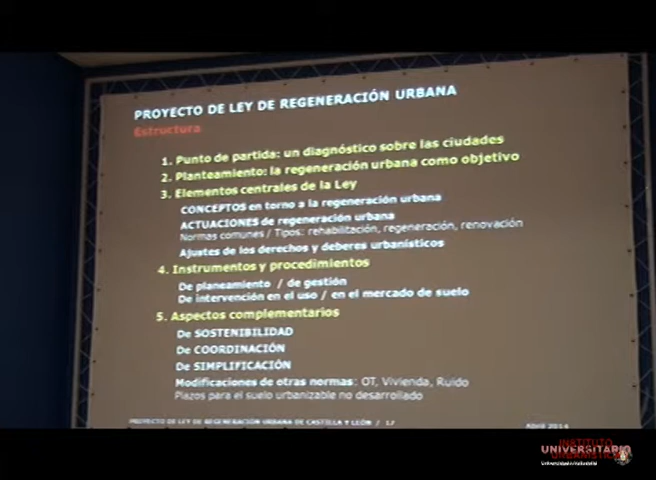 PROYECTO DE LEY DE REGENERACIÓN URBANA
Estructura
1. Punto de partida: un diagnóstico sobre las ciudades
2. Planteamiento: la regeneración urbana como objetivo
3. Elementos centrales de la Ley
CONCEPTOS en torno a la regeneración urbana
ACTUACIONES de regeneración urbana
Normas comunes / Tipos: rehabilitación, regeneración, renovación
Ajustes de los derechos y deberes urbanísticos
4. Instrumentos y procedimientos
De planeamiento / de gestión
De intervención en el uso / en el mercado de suelo
5. Aspectos complementarios
De SOSTENIBILIDAD
De COORDINACIÓN
De SIMPLIFICACIÓN
Modificaciones de otras normas: OT, Vivienda, Ruido
Plazos para el suelo urbanizable no desarrollado
PROYECTO DE LEY DE REGENERACIÓN URBANA DE CASTILLA Y LEÓN / 17
Abril 2014
INSTITUTO
UNIVERSITARIO
URBANÍSTICA
Universidad de Valladolid